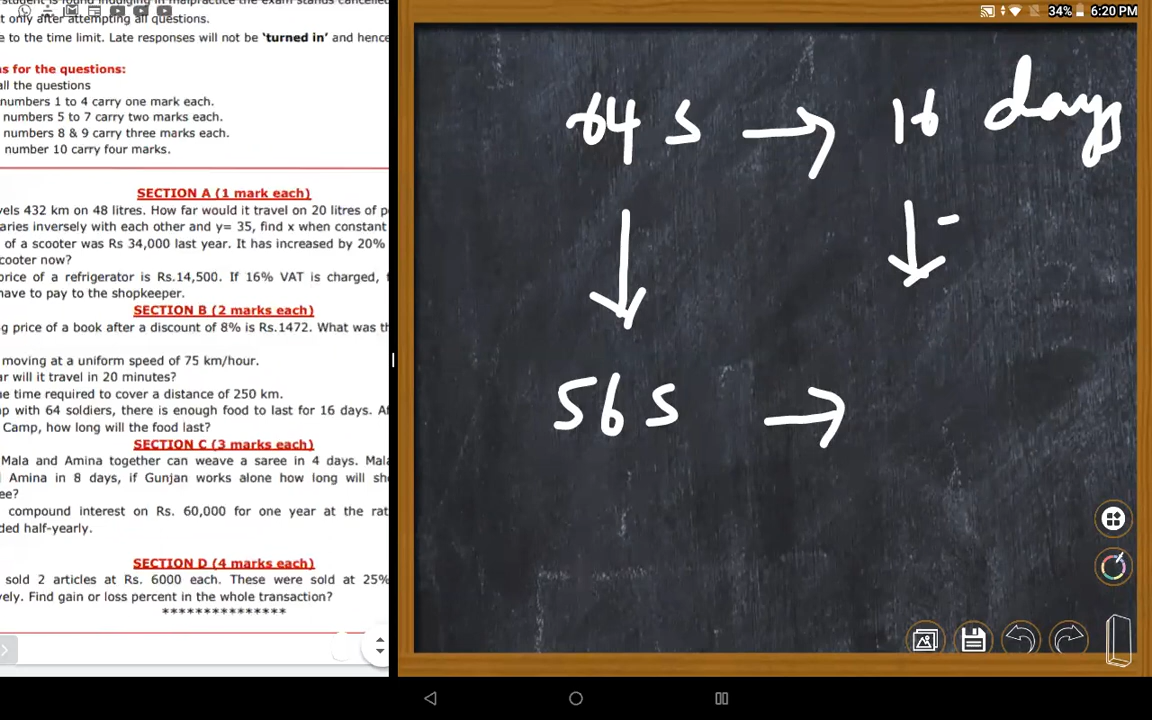 student is found indulging in malpractice the exam stands cancelled
t only after attempting all questions.
e to the time limit. Late responses will not be 'turned in' and hence
ns for the questions:
all the questions
numbers 1 to 4 carry one mark each.
numbers 5 to 7 carry two marks each.
numbers 8 & 9 carry three marks each.
number 10 carry four marks.
SECTION A (1 mark each)
vels 432 km on 48 litres. How far would it travel on 20 litres of p
aries inversely with each other and y= 35, find x when constant
of a scooter was Rs 34,000 last year. It has increased by 20%
cooter now?
price of a refrigerator is Rs.14,500. If 16% VAT is charged, f
have to pay to the shopkeeper.
SECTION B (2 marks each)
g price of a book after a discount of 8% is Rs.1472. What was th
moving at a uniform speed of 75 km/hour.
ar will it travel in 20 minutes?
ne time required to cover a distance of 250 km.
mp with 64 soldiers, there is enough food to last for 16 days. A
Camp, how long will the food last?
SECTION C (3 marks each)
Mala and Amina together can weave a saree in 4 days. Mala
d Amina in 8 days, if Gunjan works alone how long will sh
ee?
compound interest on Rs. 60,000 for one year at the rat
ded half-yearly.
SECTION D (4 marks each)
sold 2 articles at Rs. 6000 each. These were sold at 25%
vely. Find gain or loss percent in the whole transaction?
***************
34% 6:20 PM
64 s → 16 days
↓ ↓ -
56 s →